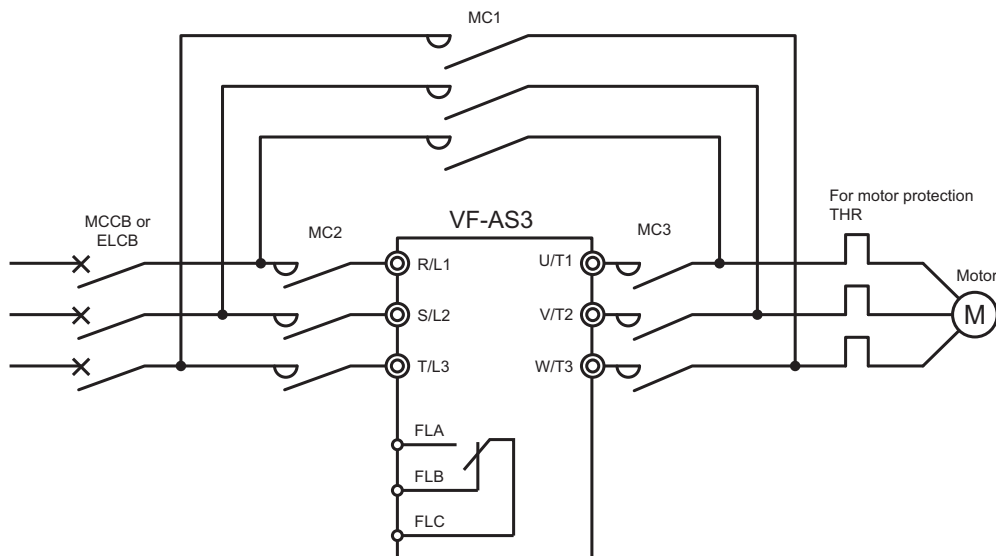 MC1
For motor protection
THR
MCCB or
ELCB
VF-AS3
MC2
MC3
R/L1
U/T1
Motor
S/L2
V/T2
M
T/L3
W/T3
FLA
FLB
FLC